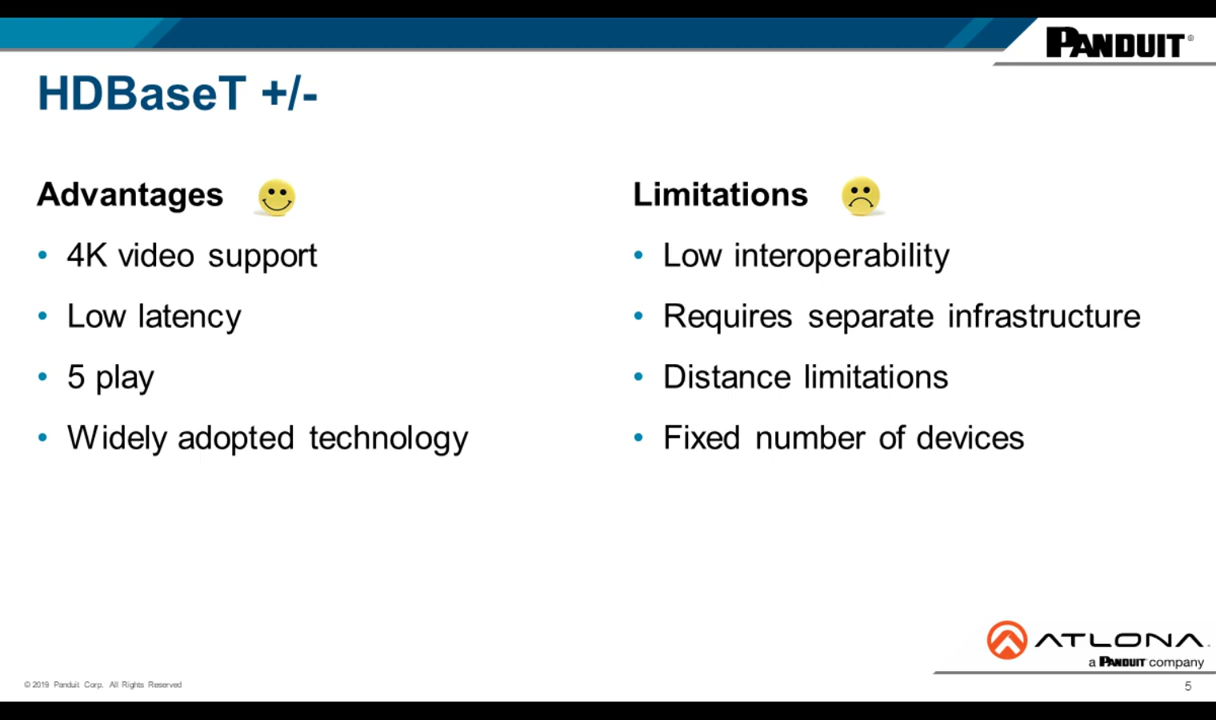 PANDUIT®
HDBaseT +/-
Advantages
• 4K video support
• Low latency
• 5 play
• Widely adopted technology
Limitations
• Low interoperability
• Requires separate infrastructure
• Distance limitations
• Fixed number of devices
ATLONA
a PANDUIT company
© 2019 Panduit Corp. All Rights Reserved
5